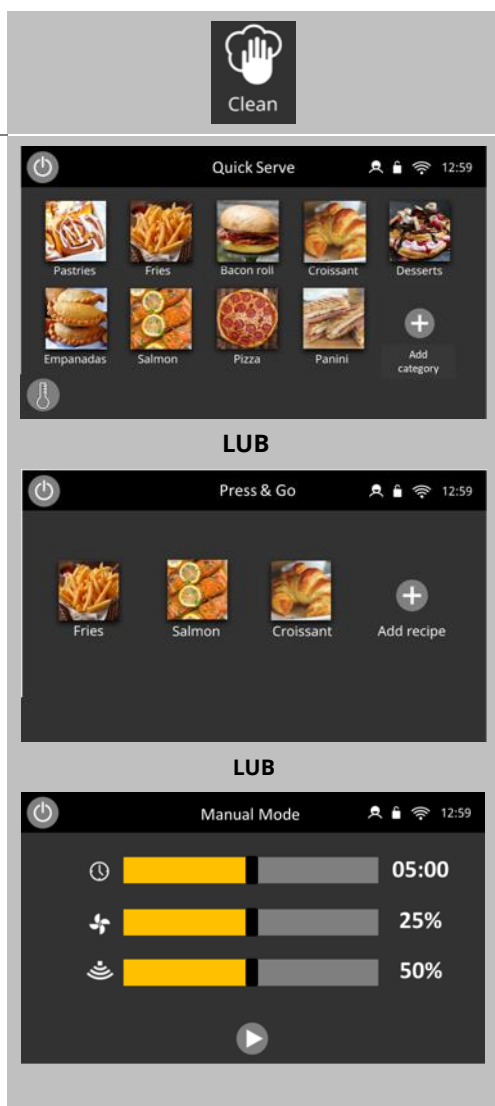 Clean
Quick Serve 12:59
Pastries Fries Bacon roll Croissant Desserts
Empanadas Salmon Pizza Panini Add
category
LUB
Press & Go 12:59
Fries Salmon Croissant Add recipe
LUB
Manual Mode 12:59
05:00
25%
50%